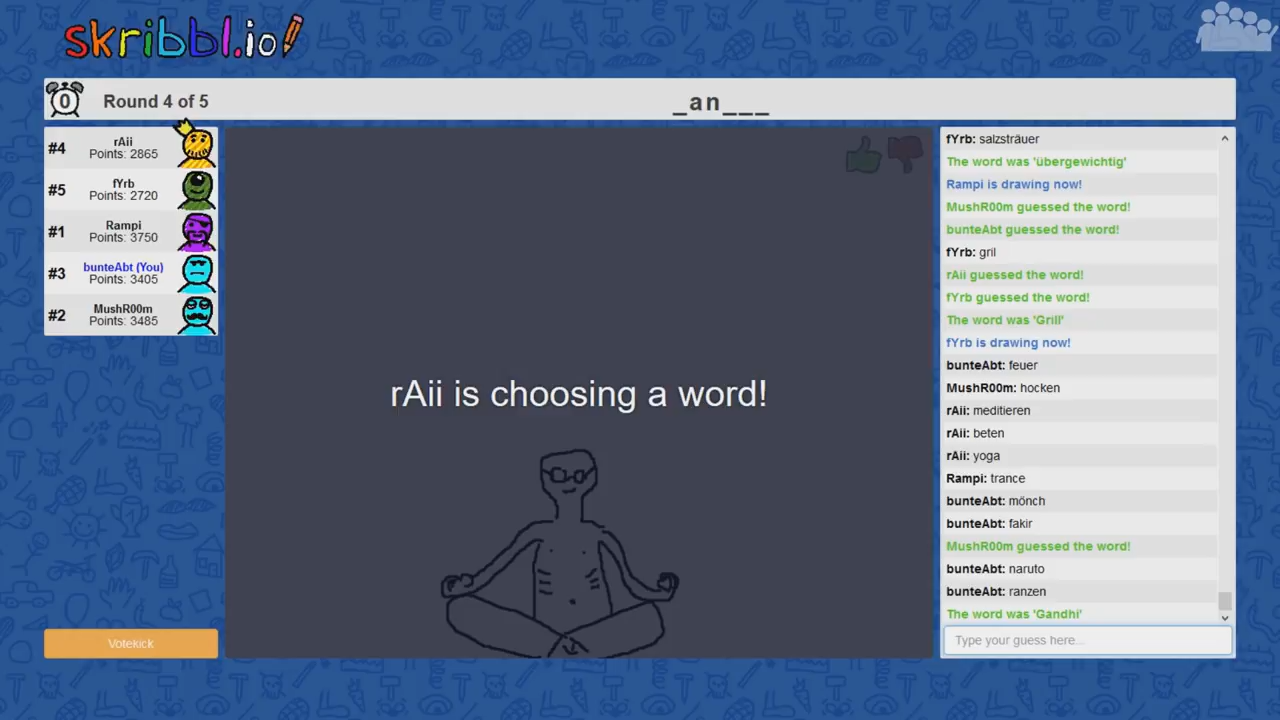 skribbl.io
0
Round 4 of 5
_an___
#4
rAii
Points: 2865
#5
fYrb
Points: 2720
#1
Rampi
Points: 3750
#3
bunteAbt (You)
Points: 3405
#2
MushR00m
Points: 3485
Votekick
rAii is choosing a word!
fYrb: salzsträuer
The word was 'übergewichtig'
Rampi is drawing now!
MushR00m guessed the word!
bunteAbt guessed the word!
fYrb: gril
rAii guessed the word!
fYrb guessed the word!
The word was 'Grill'
fYrb is drawing now!
bunteAbt: feuer
MushR00m: hocken
rAii: meditieren
rAii: beten
rAii: yoga
Rampi: trance
bunteAbt: mönch
bunteAbt: fakir
MushR00m guessed the word!
bunteAbt: naruto
bunteAbt: ranzen
The word was 'Gandhi'
Type your guess here...